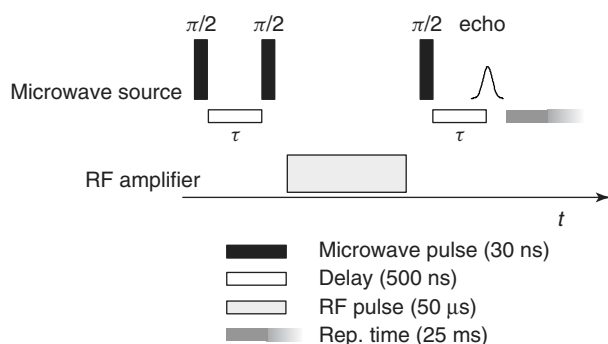 π/2 π/2 π/2 echo
Microwave source
τ τ
RF amplifier
t
Microwave pulse (30 ns)
Delay (500 ns)
RF pulse (50 μs)
Rep. time (25 ms)